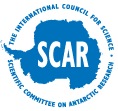 THE INTERNATIONAL COUNCIL FOR SCIENCE
SCAR
SCIENTIFIC COMMITTEE ON ANTARCTIC RESEARCH